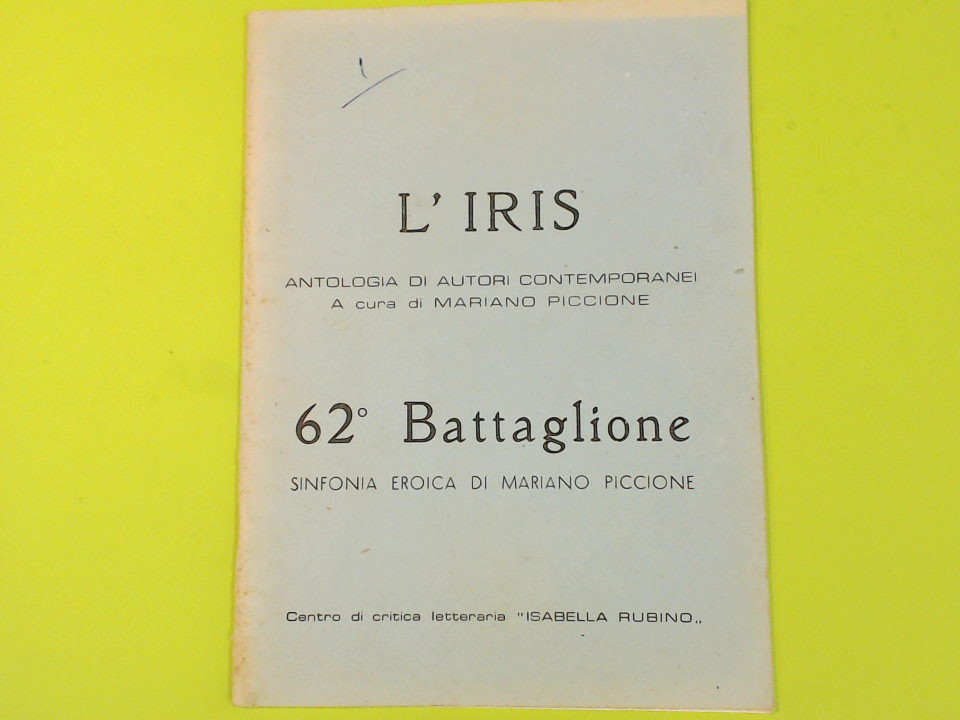 L' IRIS
ANTOLOGIA DI AUTORI CONTEMPORANEI
A cura di MARIANO PICCIONE
62° Battaglione
SINFONIA EROICA DI MARIANO PICCIONE
Centro di critica letteraria "ISABELLA RUBINO„